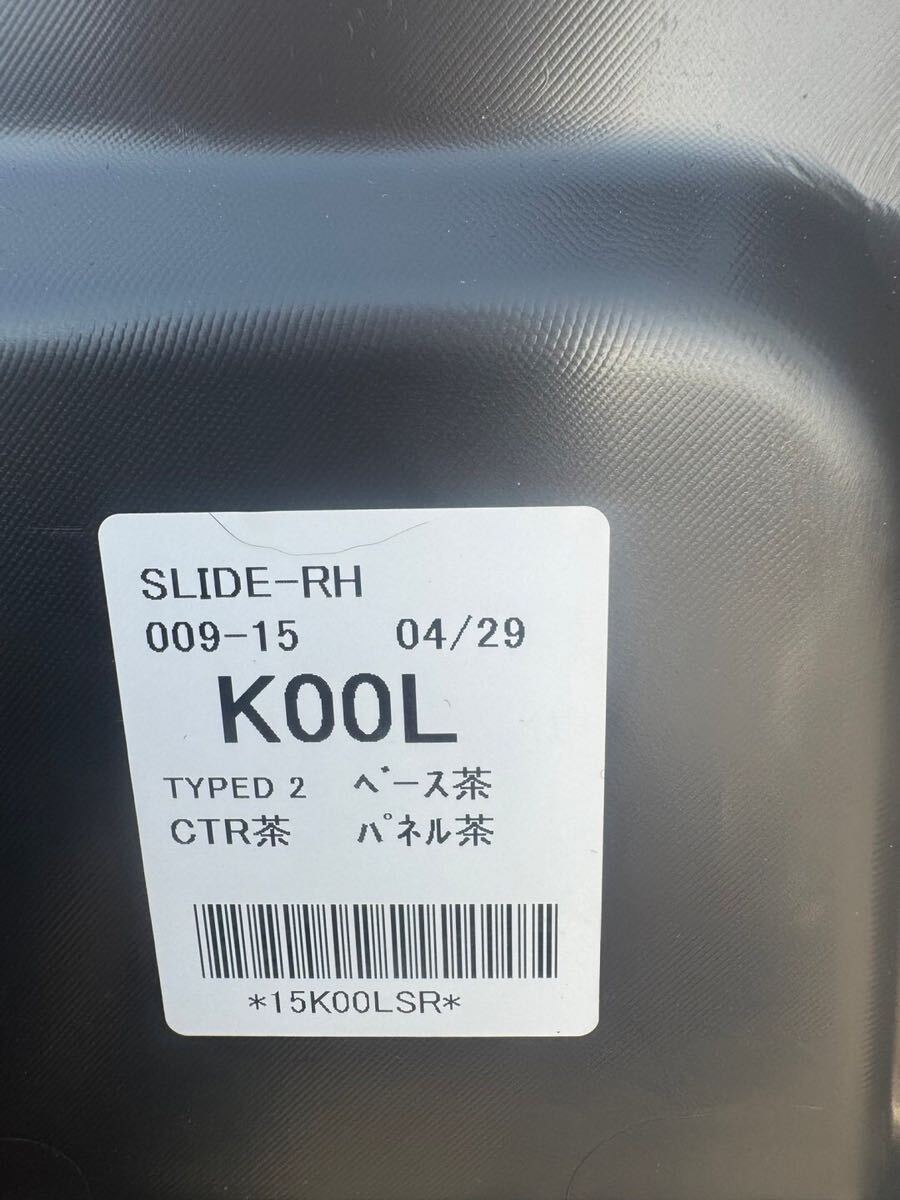 SLIDE-RH
009-15 04/29
K00L
TYPED 2 ベース茶
CTR茶 パネル茶
*15K00LSR*